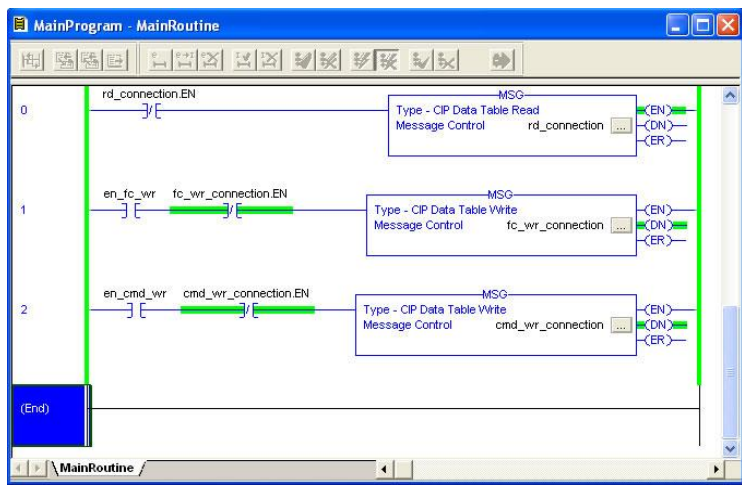 MainProgram - MainRoutine
rd_connection.EN
MSG
0
Type - CIP Data Table Read
(EN)
Message Control rd_connection ...
(DN)
(ER)
en_fc_wr fc_wr_connection.EN
MSG
1
Type - CIP Data Table Write
(EN)
Message Control fc_wr_connection ...
(DN)
(ER)
en_cmd_wr cmd_wr_connection.EN
MSG
2
Type - CIP Data Table Write
(EN)
Message Control cmd_wr_connection ...
(DN)
(ER)
(End)
MainRoutine